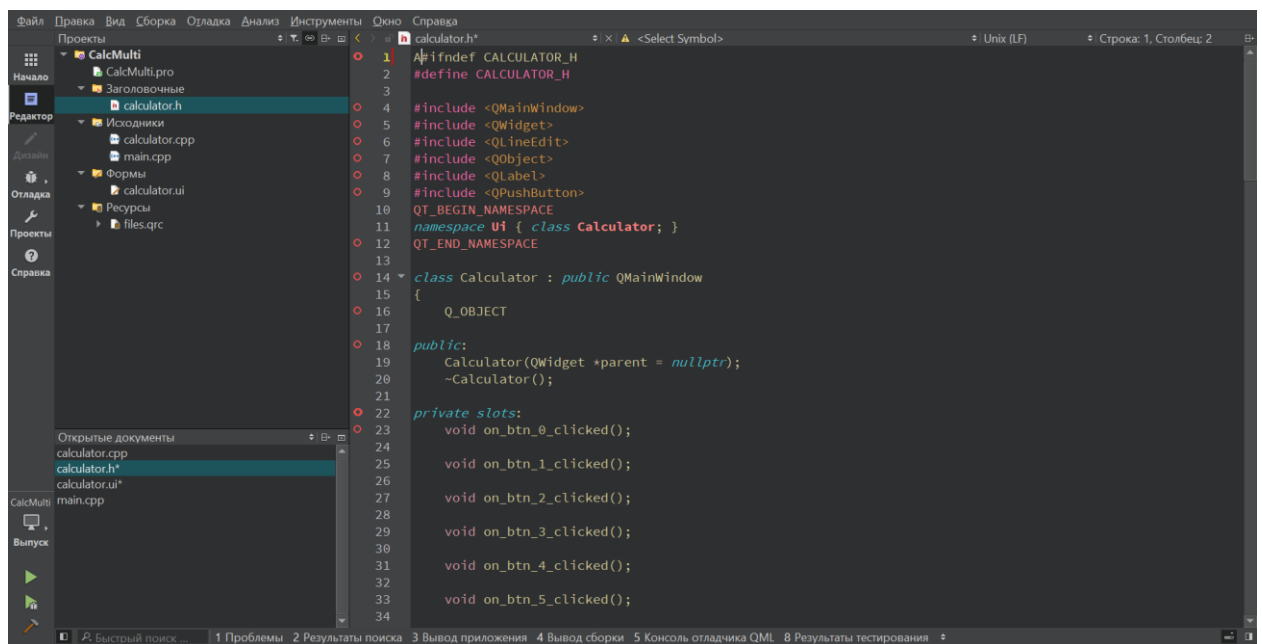 Файл Правка Вид Сборка Отладка Анализ Инструменты Окно Справка
Проекты
calculator.h*
<Select Symbol>
Unix (LF)
Строка: 1, Столбец: 2
Начало
Редактор
Дизайн
Отладка
Проекты
Справка
CalcMulti
CalcMulti.pro
Заголовочные
calculator.h
Исходники
calculator.cpp
main.cpp
Формы
calculator.ui
Ресурсы
files.qrc
Открытые документы
calculator.cpp
calculator.h*
calculator.ui*
main.cpp
CalcMulti
Выпуск
1 A#ifndef CALCULATOR_H
2 #define CALCULATOR_H
3
4 #include <QMainWindow>
5 #include <QWidget>
6 #include <QLineEdit>
7 #include <QObject>
8 #include <QLabel>
9 #include <QPushButton>
10 QT_BEGIN_NAMESPACE
11 namespace Ui { class Calculator; }
12 QT_END_NAMESPACE
13
14 class Calculator : public QMainWindow
15 {
16 Q_OBJECT
17
18 public:
19 Calculator(QWidget *parent = nullptr);
20 ~Calculator();
21
22 private slots:
23 void on_btn_0_clicked();
24
25 void on_btn_1_clicked();
26
27 void on_btn_2_clicked();
28
29 void on_btn_3_clicked();
30
31 void on_btn_4_clicked();
32
33 void on_btn_5_clicked();
34
Быстрый поиск ...
1 Проблемы 2 Результаты поиска 3 Вывод приложения 4 Вывод сборки 5 Консоль отладчика QML 8 Результаты тестирования